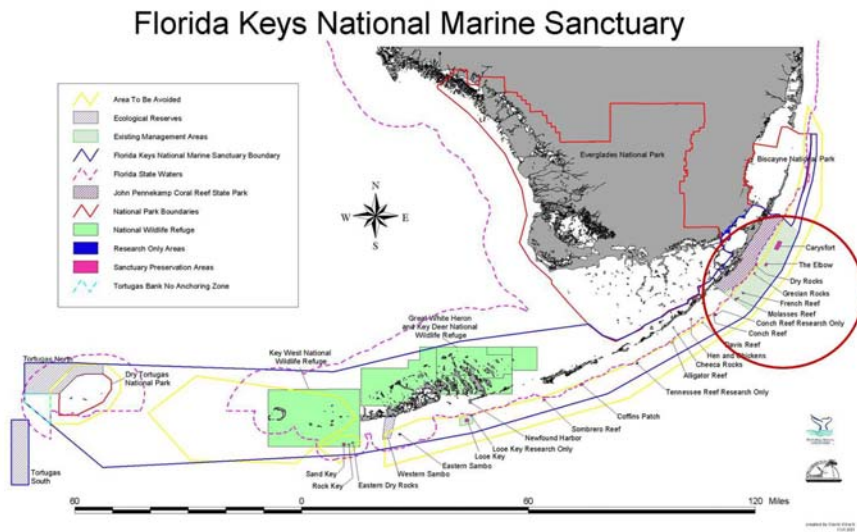 Florida Keys National Marine Sanctuary
Area To Be Avoided
Ecological Reserves
Existing Management Areas
Florida Keys National Marine Sanctuary Boundary
Florida State Waters
John Pennekamp Coral Reef State Park
National Park Boundaries
National Wildlife Refuge
Research Only Areas
Sanctuary Preservation Areas
Tortugas Bank No Anchoring Zone
N
W E
S
Everglades National Park
Biscayne National Park
Carysfort
The Elbow
Dry Rocks
Grecian Rocks
French Reef
Molasses Reef
Conch Reef Research Only
Conch Reef
Davis Reef
Hen and Chickens
Cheeca Rocks
Alligator Reef
Tennessee Reef Research Only
Coffins Patch
Sombrero Reef
Newfound Harbor
Looe Key Research Only
Looe Key
Eastern Sambo
Western Sambo
Eastern Dry Rocks
Rock Key
Sand Key
Great White Heron
and Key Deer National
Wildlife Refuge
Key West National
Wildlife Refuge
Tortugas North
Dry Tortugas
National Park
Tortugas
South
60 0 60 120 Miles